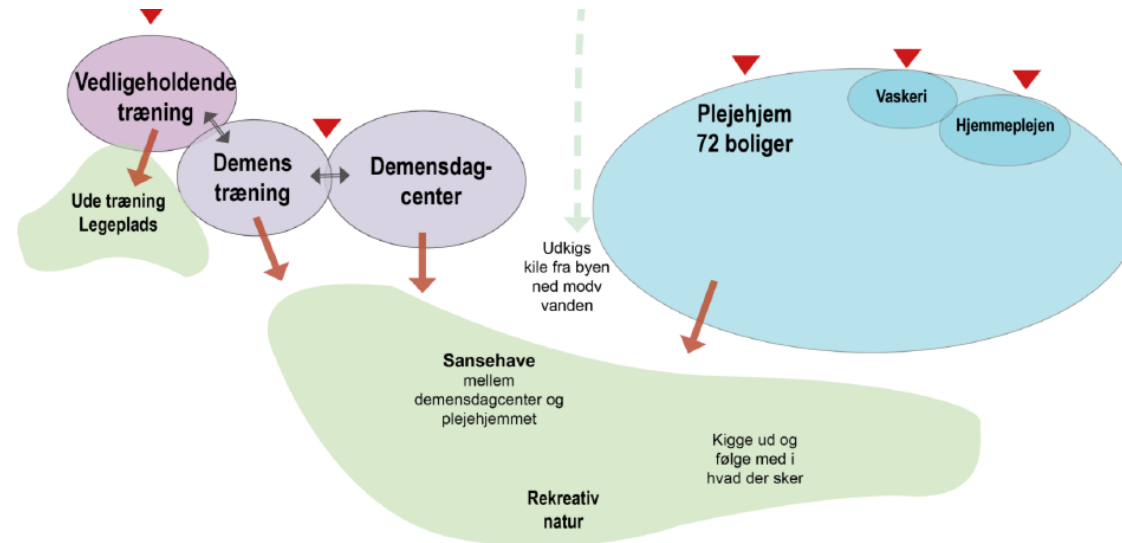 Vedligeholdende
træning
Demens
træning
Demensdag-
center
Ude træning
Legeplads
Udkigs
kile fra byen
ned modv
vanden
Plejehjem
72 boliger
Vaskeri
Hjemmeplejen
Sansehave
mellem
demensdagcenter og
plejehjemmet
Kigge ud og
følge med i
hvad der sker
Rekreativ
natur